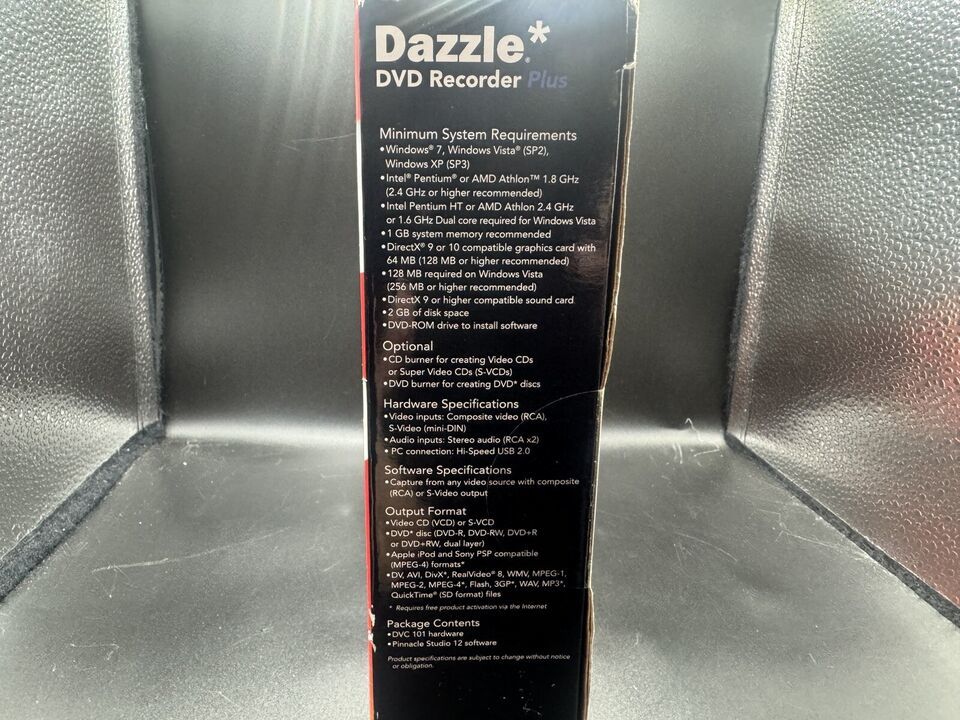 Dazzle.*
DVD Recorder Plus
Minimum System Requirements
•Windows® 7, Windows Vista® (SP2),
Windows XP (SP3)
•Intel® Pentium® or AMD Athlon™ 1.8 GHz
(2.4 GHz or higher recommended)
•Intel Pentium HT or AMD Athlon 2.4 GHz
or 1.6 GHz Dual core required for Windows Vista
•1 GB system memory recommended
•DirectX® 9 or 10 compatible graphics card with
64 MB (128 MB or higher recommended)
•128 MB required on Windows Vista
(256 MB or higher recommended)
•DirectX 9 or higher compatible sound card
•2 GB of disk space
•DVD-ROM drive to install software
Optional
•CD burner for creating Video CDs
or Super Video CDs (S-VCDs)
•DVD burner for creating DVD* discs
Hardware Specifications
•Video inputs: Composite video (RCA),
S-Video (mini-DIN)
•Audio inputs: Stereo audio (RCA x2)
• PC connection: Hi-Speed USB 2.0
Software Specifications
•Capture from any video source with composite
(RCA) or S-Video output
Output Format
•Video CD (VCD) or S-VCD
•DVD* disc (DVD-R, DVD-RW, DVD+R
or DVD+RW, dual layer)
•Apple iPod and Sony PSP compatible
(MPEG-4) formats*
•DV, AVI, DivX*, RealVideo® 8, WMV, MPEG-1,
MPEG-2, MPEG-4*, Flash, 3GP*, WAV, MP3*,
QuickTime® (SD format) files
* Requires free product activation via the Internet
Package Contents
•DVC 101 hardware
•Pinnacle Studio 12 software
Product specifications are subject to change without notice
or obligation.